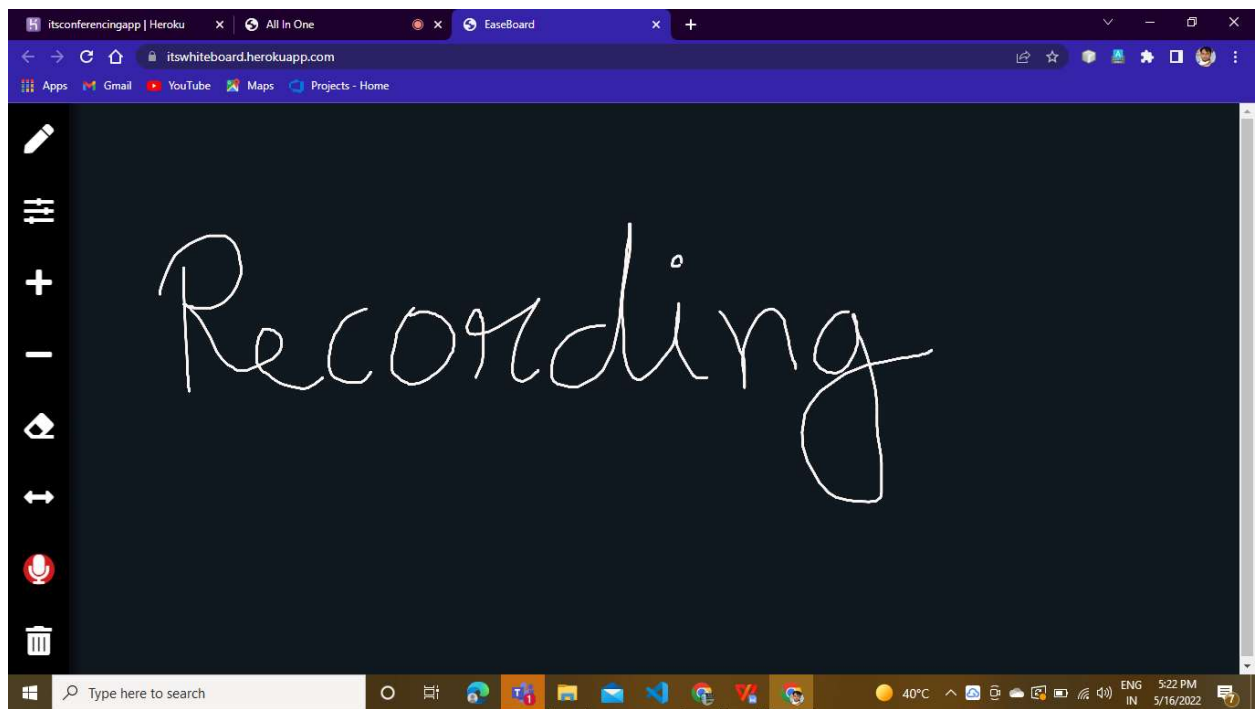 itsconferencingapp | Heroku All In One EaseBoard
itswhiteboard.herokuapp.com
Apps Gmail YouTube Maps Projects - Home
Recording
Type here to search 40°C ENG 5:22 PM
IN 5/16/2022